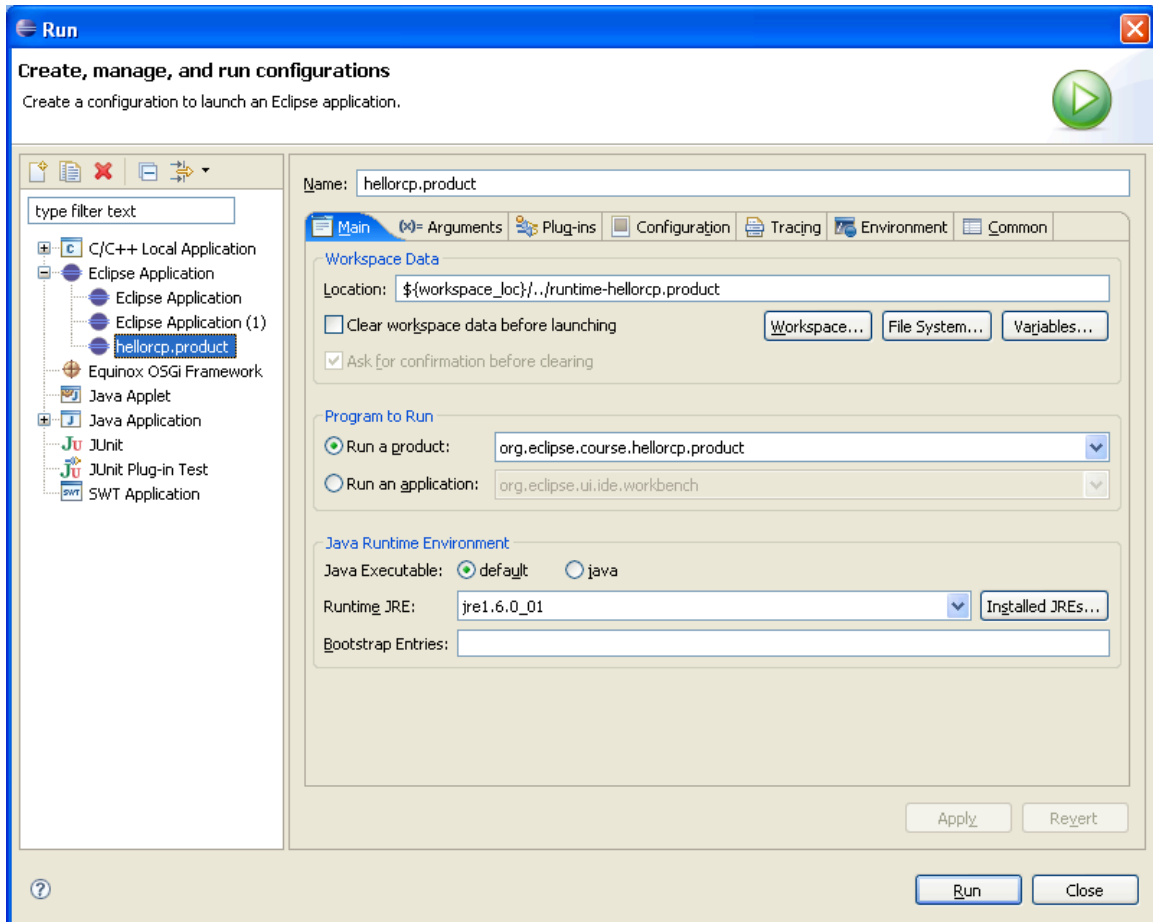 Run
Create, manage, and run configurations
Create a configuration to launch an Eclipse application.
type filter text
C/C++ Local Application
Eclipse Application
Eclipse Application
Eclipse Application (1)
hellorcp.product
Equinox OSGi Framework
Java Applet
Java Application
JUnit
JUnit Plug-in Test
SWT Application
Name: hellorcp.product
Main (x)= Arguments Plug-ins Configuration Tracing Environment Common
Workspace Data
Location: ${workspace_loc}/../runtime-hellorcp.product
Clear workspace data before launching Workspace... File System... Variables...
Ask for confirmation before clearing
Program to Run
Run a product: org.eclipse.course.hellorcp.product
Run an application: org.eclipse.ui.ide.workbench
Java Runtime Environment
Java Executable: default java
Runtime JRE: jre1.6.0_01 Installed JREs...
Bootstrap Entries:
Apply Revert
? Run Close